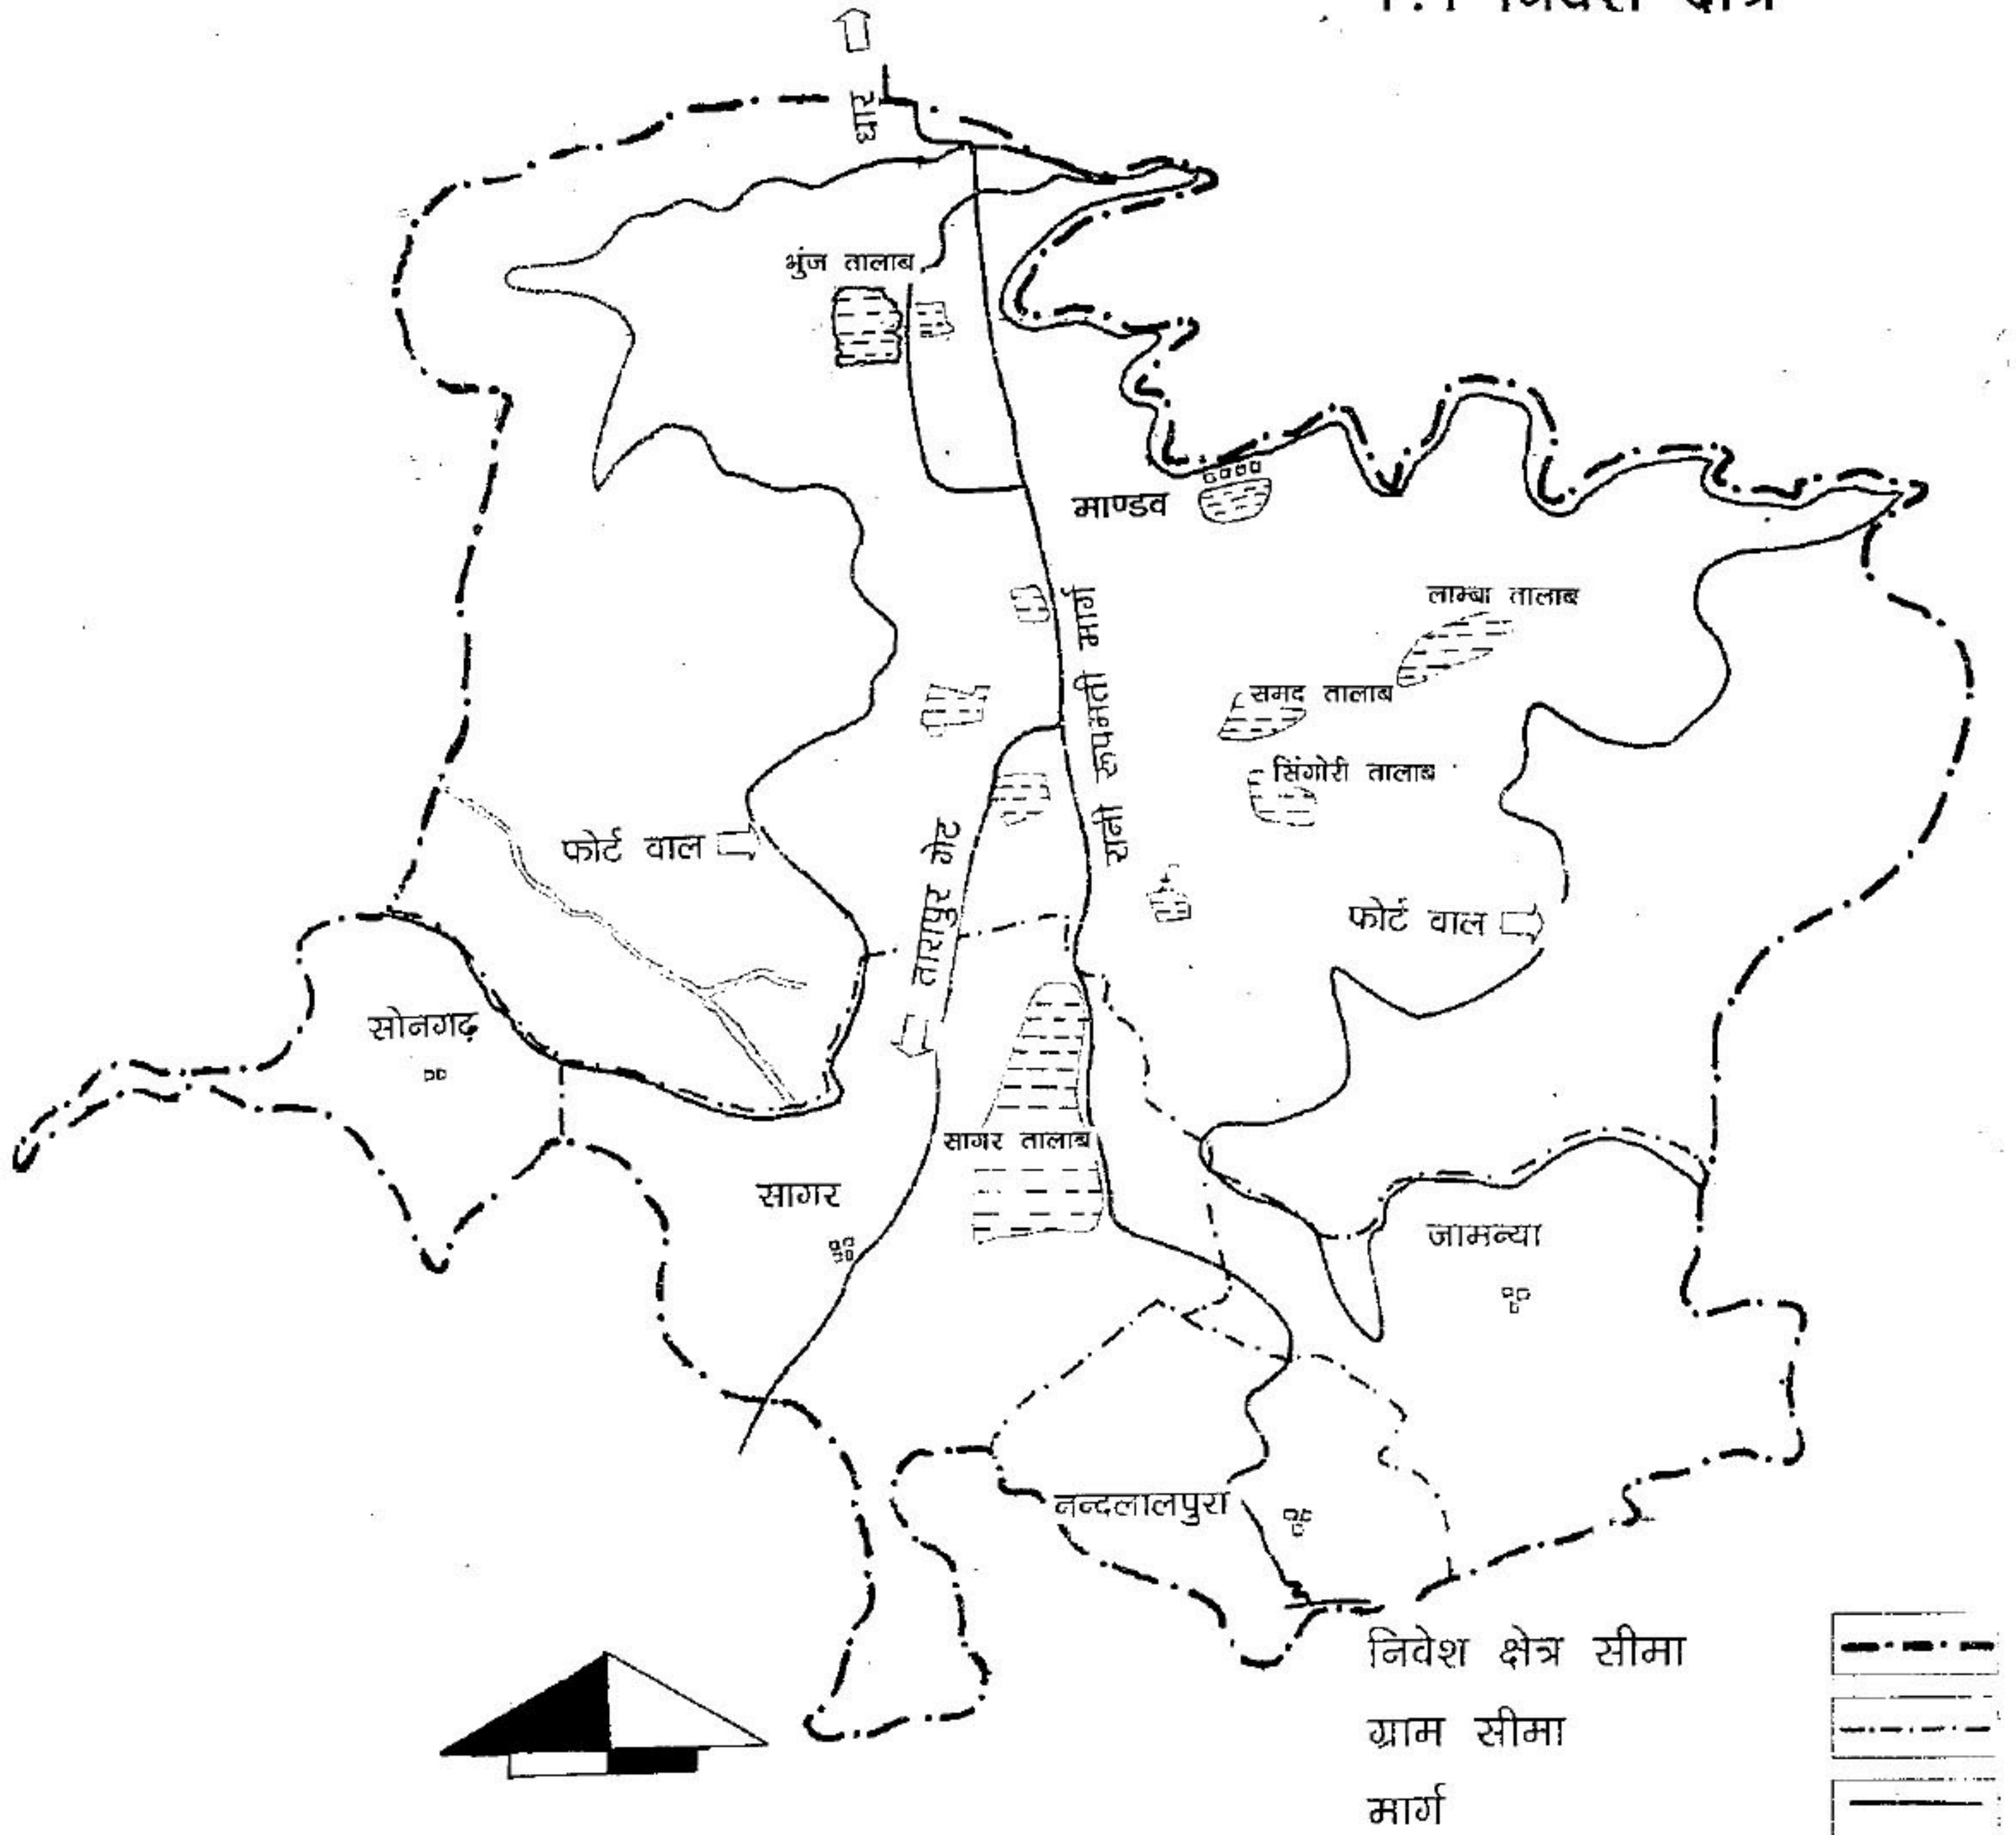 धार
भुंज तालाब
माण्डव
लाम्बा तालाब
रानी रूपमती मार्ग
समद तालाब
सिंगोरी तालाब
फोर्ट वाल
तारापुर गेट
फोर्ट वाल
सोनगढ़
सागर तालाब
सागर
जामन्या
नन्दलालपुरा
निवेश क्षेत्र सीमा
ग्राम सीमा
मार्ग